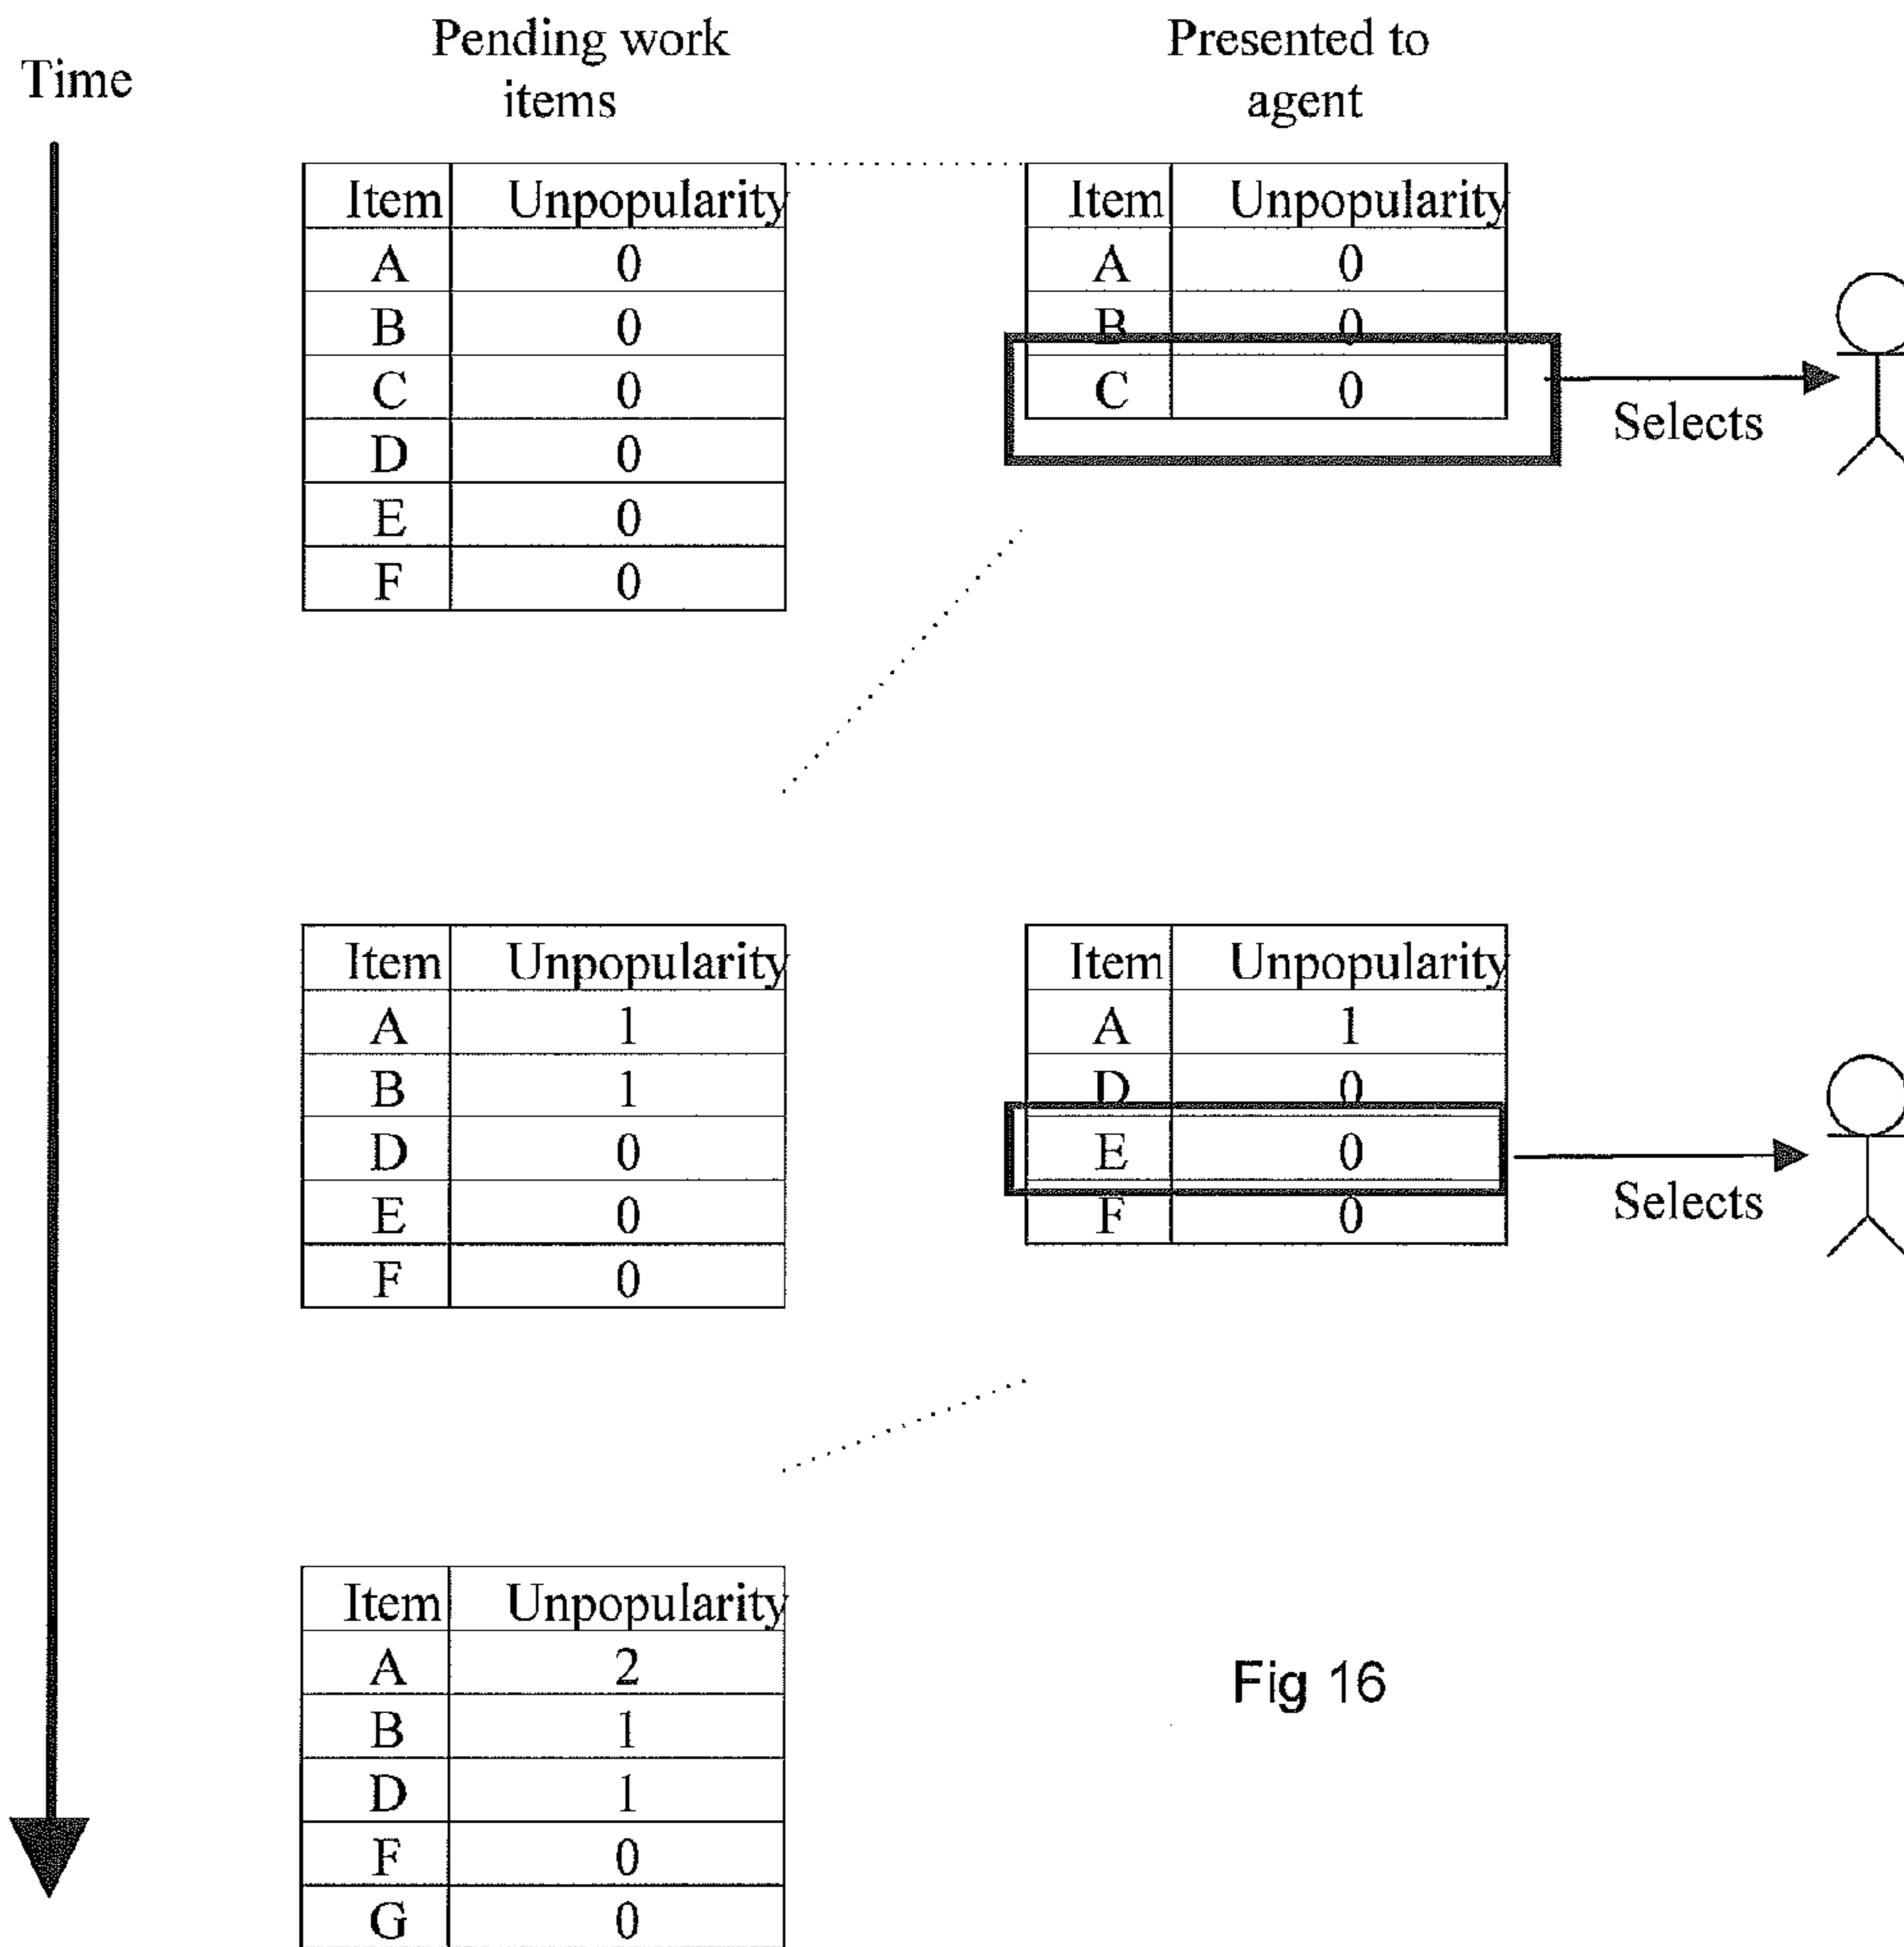 Time
Pending work
items
Presented to
agent
Item Unpopularity
A 0
B 0
C 0
D 0
E 0
F 0
Item Unpopularity
A 0
B 0
C 0
Selects
Item Unpopularity
A 1
B 1
D 0
E 0
F 0
Item Unpopularity
A 1
D 0
E 0
F 0
Selects
Item Unpopularity
A 2
B 1
D 1
F 0
G 0
Fig 16